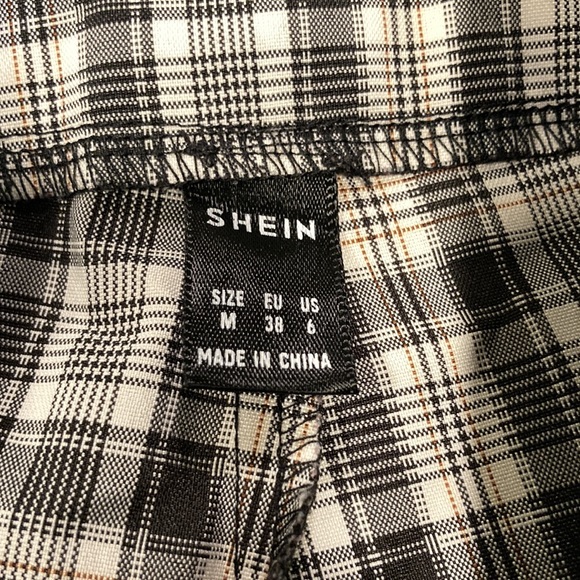 SHEIN
SIZE EU US
M 38 6
MADE IN CHINA